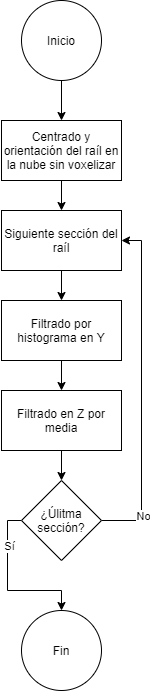 Inicio
Centrado y
orientación del raíl en
la nube sin voxelizar
Siguiente sección del
raíl
Filtrado por
histograma en Y
Filtrado en Z por
media
¿Úlitma
sección?
No
Sí
Fin